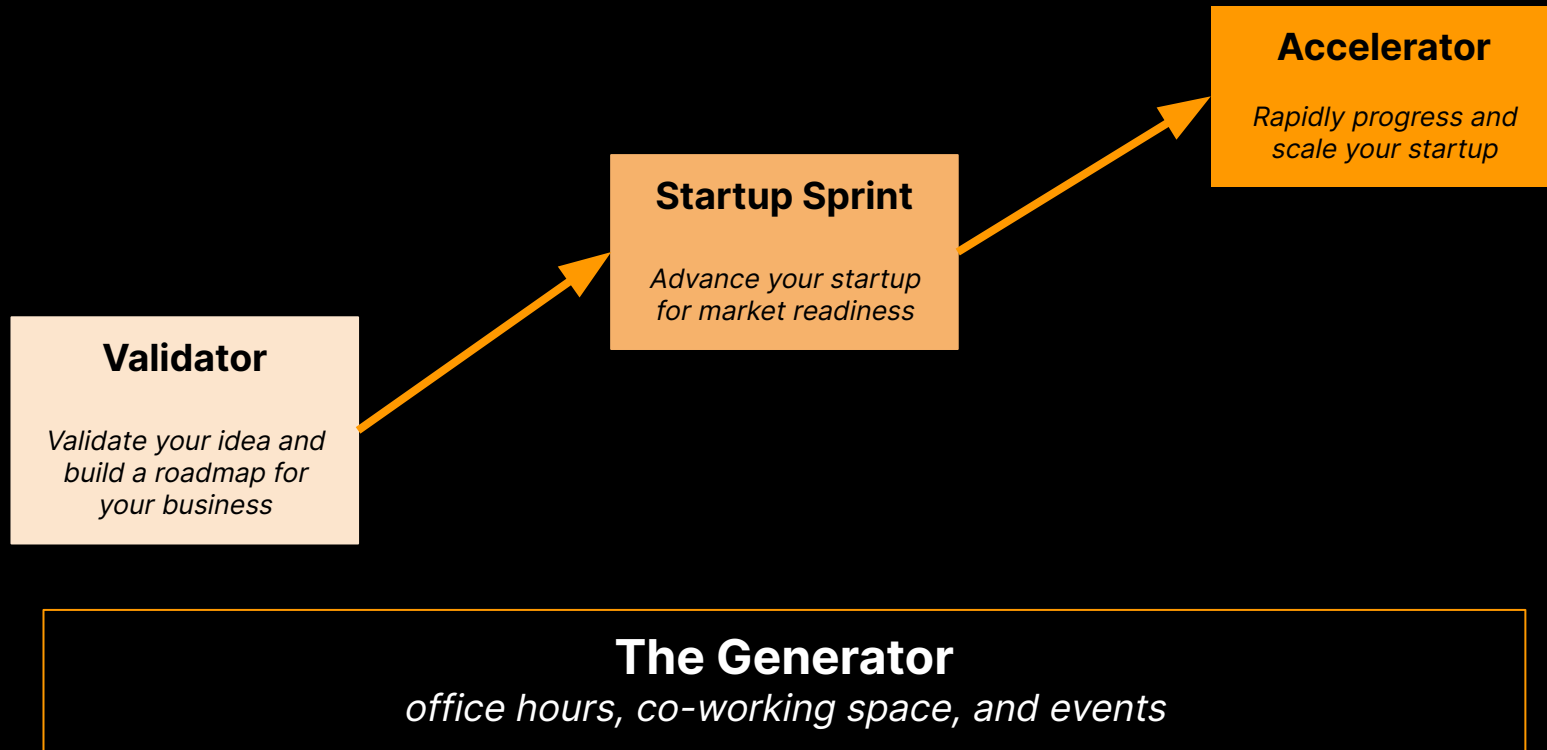 Accelerator
Rapidly progress and
scale your startup
Startup Sprint
Advance your startup
for market readiness
Validator
Validate your idea and
build a roadmap for
your business
The Generator
office hours, co-working space, and events